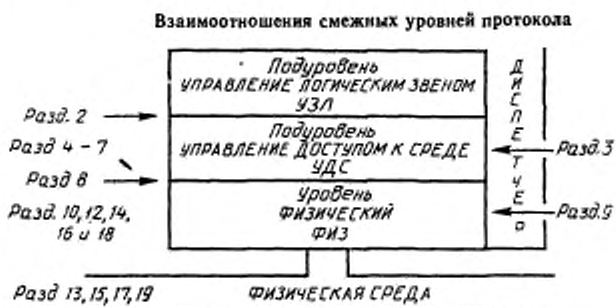 Взаимоотношения смежных уровней протокола
Подуровень
УПРАВЛЕНИЕ ЛОГИЧЕСКИМ ЗВЕНОМ
УЗЛ
Разд. 2
Подуровень
УПРАВЛЕНИЕ ДОСТУПОМ К СРЕДЕ
УДС
Разд. 4 - 7
Разд. 3
Разд 8
Уровень
ФИЗИЧЕСКИЙ
ФИЗ
Разд. 10, 12, 14,
16 и 18
Разд. 9
ДИСПЕТЧЕР
Разд 13, 15, 17, 19
ФИЗИЧЕСКАЯ СРЕДА